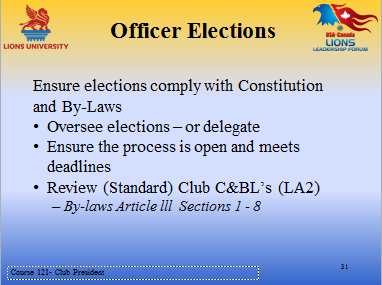 Officer Elections
LIONS UNIVERSITY
USA-Canada
LIONS
LEADERSHIP FORUM
Ensure elections comply with Constitution
and By-Laws
• Oversee elections – or delegate
• Ensure the process is open and meets
deadlines
• Review (Standard) Club C&BL’s (LA2)
– By-laws Article lll Sections 1 - 8
Course 121- Club President
31